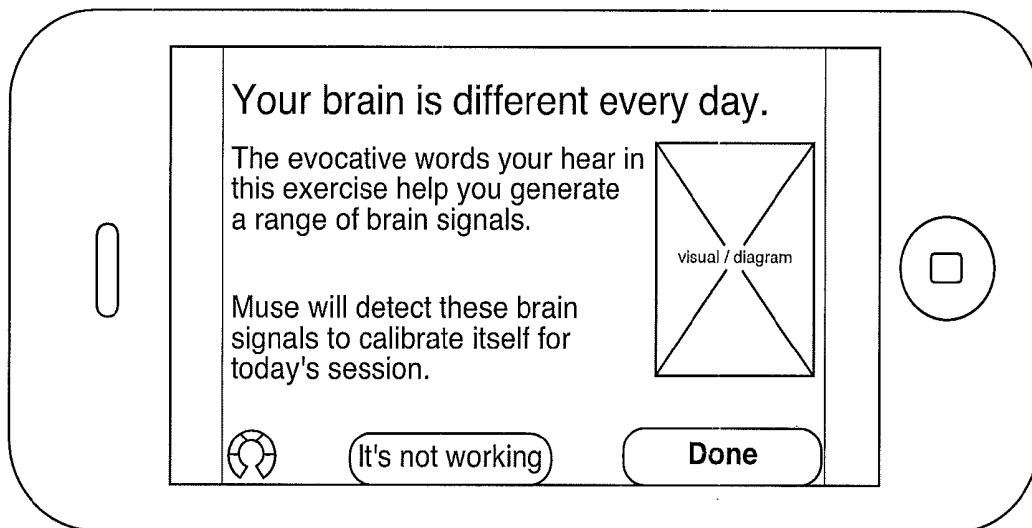 Your brain is different every day.
The evocative words your hear in
this exercise help you generate
a range of brain signals.
visual / diagram
Muse will detect these brain
signals to calibrate itself for
today's session.
It's not working
Done